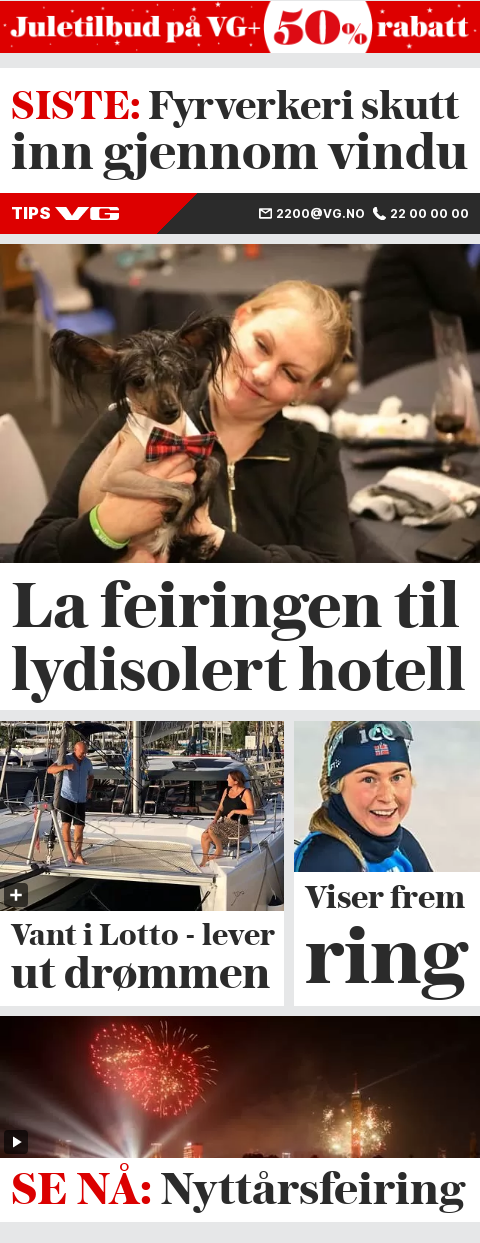 Juletilbud på VG+ 50% rabatt
SISTE: Fyrverkeri skutt
inn gjennom vindu
TIPS VG 2200@VG.NO 22 00 00 00
La feiringen til
lydisolert hotell
Vant i Lotto - lever
ut drømmen
Viser frem
ring
SE NÅ: Nyttårsfeiring